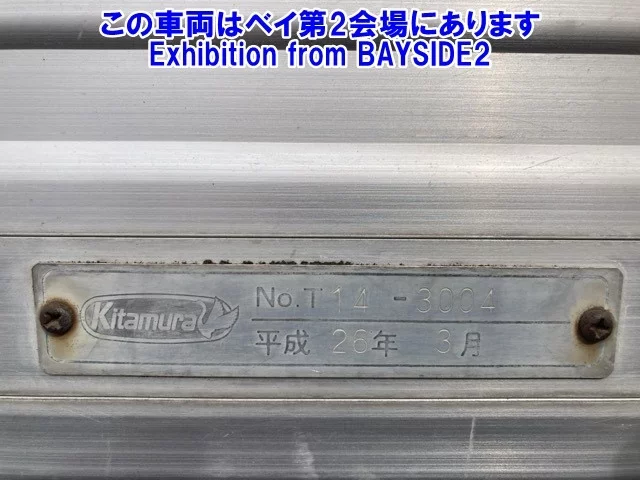 この車両はベイ第2会場にあります
Exhibition from BAYSIDE2
Kitamura
No.T14-3004
平成 26年 3月